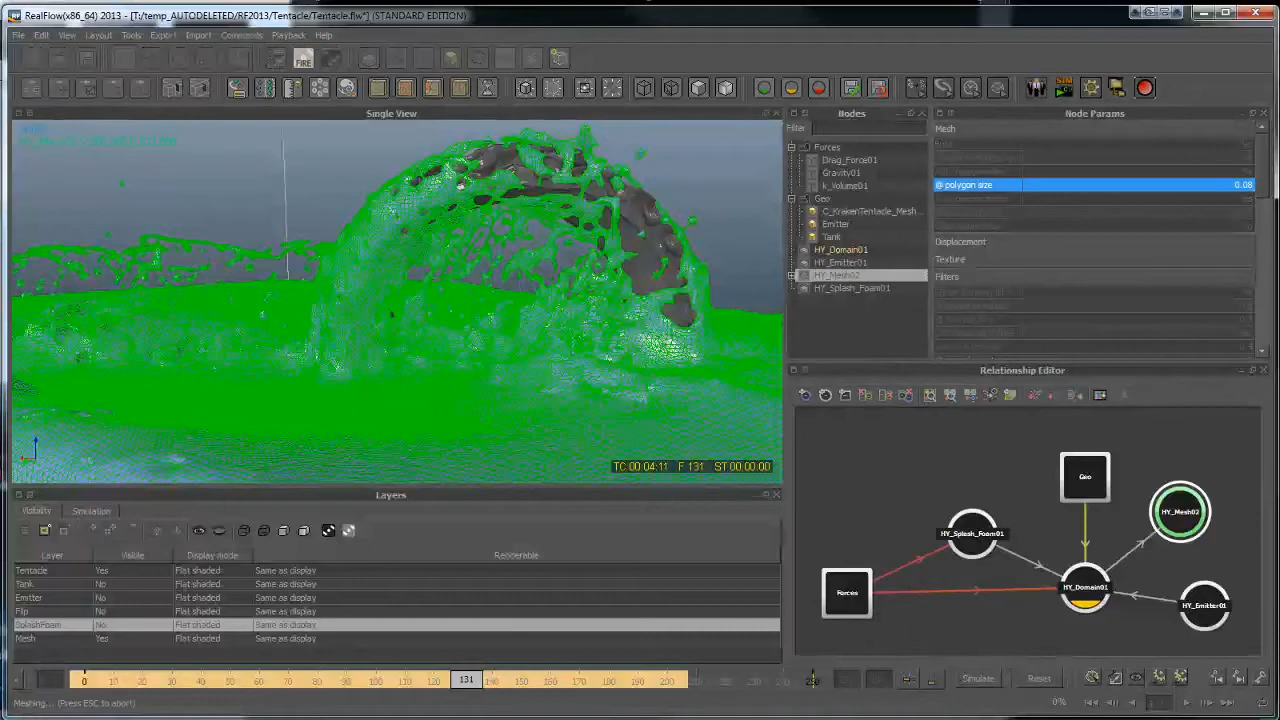 RealFlow(x86_64) 2013 - [T:/temp_AUTODELETED/RF2013/Tentacle/Tentacle.flw*] (STANDARD EDITION)
File Edit View Layout Tools Export Import Commands Playback Help
FIRE
SIM
Single View
Nodes
Node Params
Filter
Mesh
Forces
Drag_Force01
Gravity01
k_Volume01
Geo
C_KrakenTentacle_Mesh...
Emitter
Tank
HY_Domain01
HY_Emitter01
HY_Mesh02
HY_Splash_Foam01
@ polygon size 0.08
Displacement
Texture
Filters
TC 00:04:11 F 131 ST 00:00:00
Relationship Editor
Geo
HY_Mesh02
HY_Splash_Foam01
HY_Domain01
Forces
HY_Emitter01
Layers
Visibility Simulation
Layer Visible Display mode Renderable
Tentacle Yes Flat shaded Same as display
Tank No Flat shaded Same as display
Emitter No Flat shaded Same as display
Flip No Flat shaded Same as display
SplashFoam No Flat shaded Same as display
Mesh Yes Flat shaded Same as display
0 10 20 30 40 50 60 70 80 90 100 110 120 131 140 150 160 170 180 190 200 210 220 230 240
Simulate Reset
Meshing... (Press ESC to abort)
0%